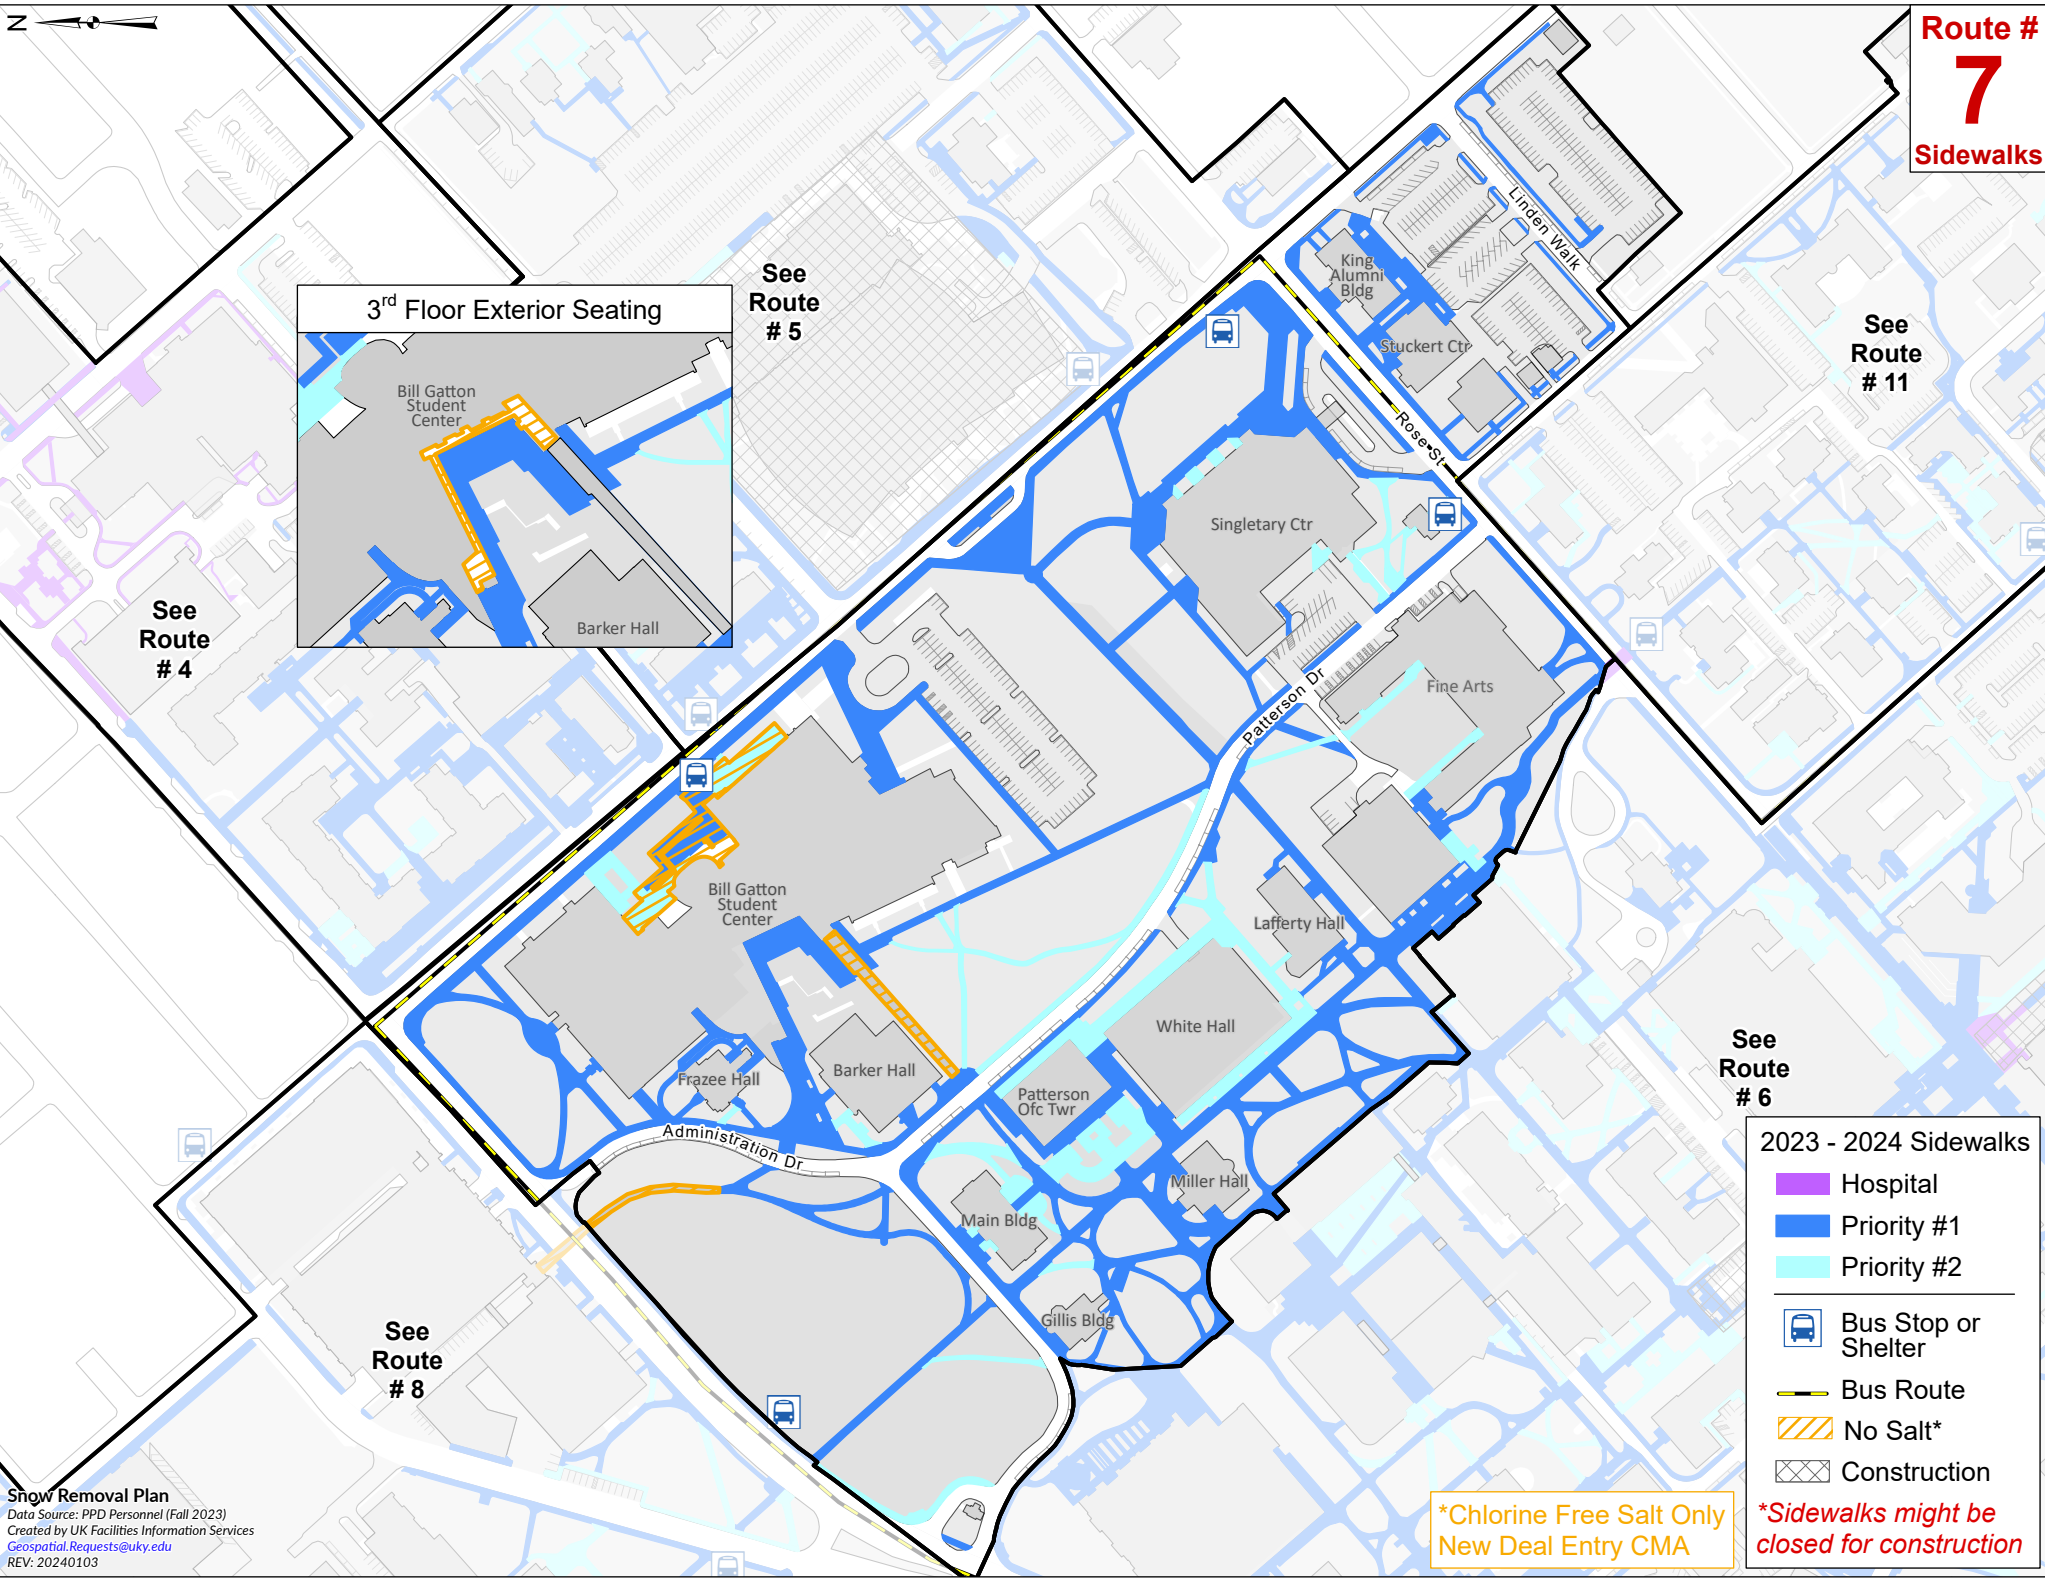 N
Route #
7
Sidewalks
3rd Floor Exterior Seating
Bill Gatton
Student
Center
Barker Hall
See
Route
# 5
See
Route
# 4
See
Route
# 11
Linden Walk
King
Alumni
Bldg
Stuckert Ctr
Rose St
Singletary Ctr
Patterson Dr
Fine Arts
Bill Gatton
Student
Center
Lafferty Hall
White Hall
Frazee Hall
Barker Hall
Patterson
Ofc Twr
Administration Dr
Miller Hall
Main Bldg
Gillis Bldg
See
Route
# 6
See
Route
# 8
2023 - 2024 Sidewalks
Hospital
Priority #1
Priority #2
Bus Stop or
Shelter
Bus Route
No Salt*
Construction
*Sidewalks might be
closed for construction
*Chlorine Free Salt Only
New Deal Entry CMA
Snow Removal Plan
Data Source: PPD Personnel (Fall 2023)
Created by UK Facilities Information Services
Geospatial.Requests@uky.edu
REV: 20240103